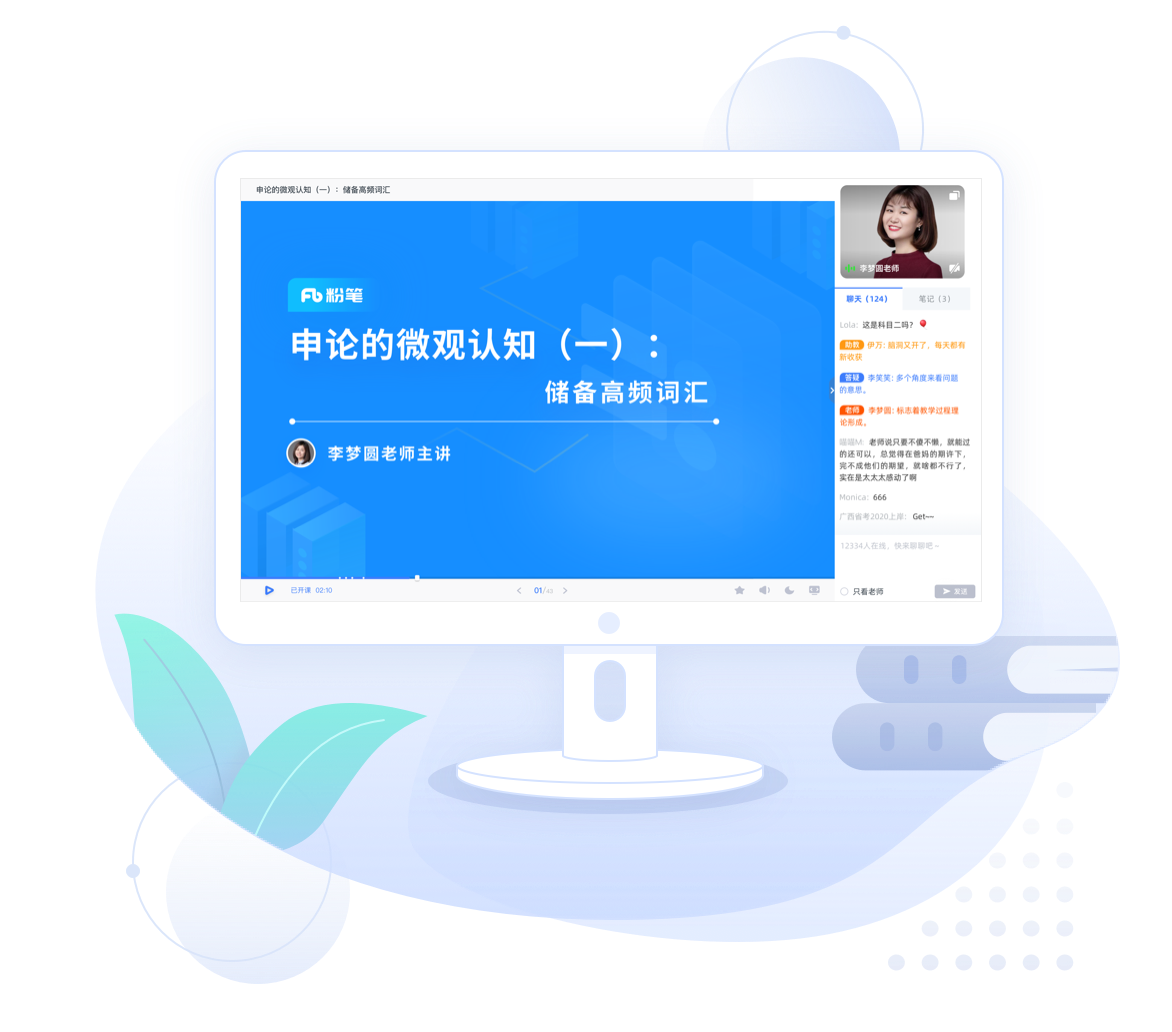 申论的微观认知（一）：储备高频词汇
粉笔
申论的微观认知（一）：
储备高频词汇
李梦圆老师主讲
已开课 02:10
01/43
李梦圆老师
聊天（124）
笔记（3）
Lola: 这是科目二吗？
助教 伊万: 脑洞又开了，每天都有
新收获
答疑 李笑笑: 多个角度来看问题
的意思。
老师 李梦圆: 标志着教学过程理
论形成。
喵喵M: 老师说只要不傻不懒，就能过
的还可以，总觉得在爸妈的期许下，
完不成他们的期望，就啥都不行了，
实在是太太太感动了啊
Monica: 666
广西省考2020上岸: Get~~
12334人在线，快来聊聊吧~
只看老师
发送